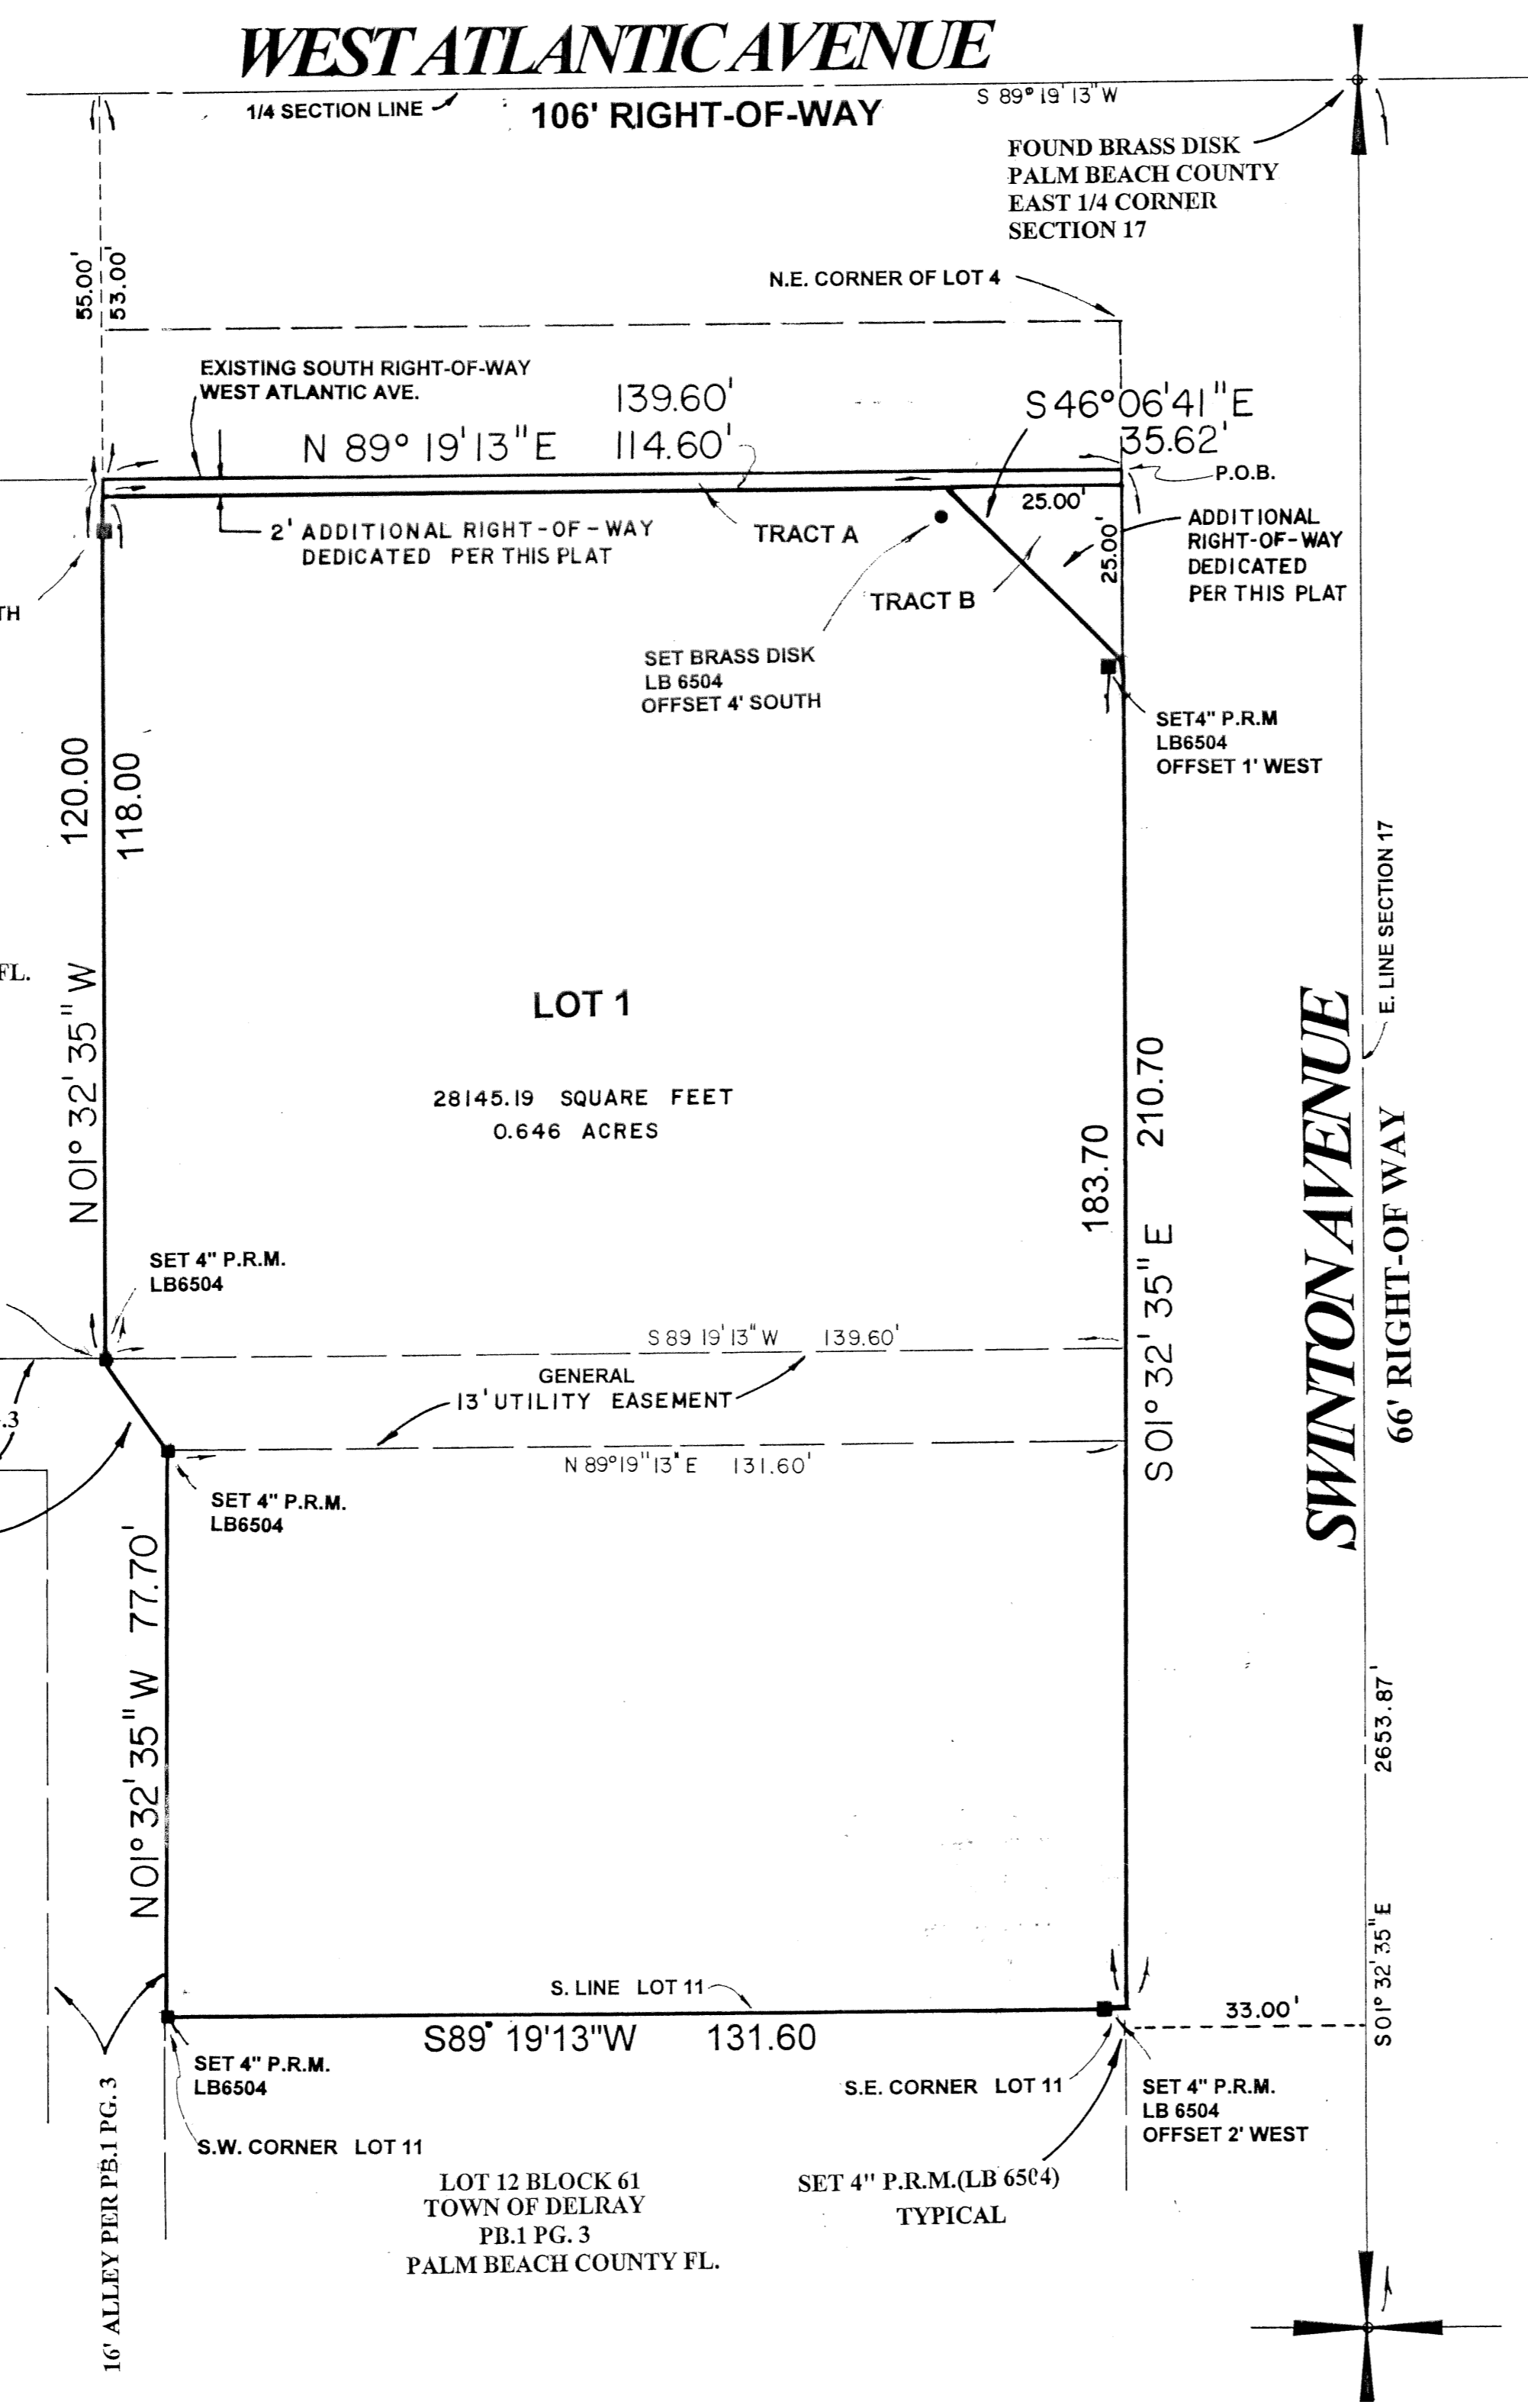 WEST ATLANTIC AVENUE
1/4 SECTION LINE
106' RIGHT-OF-WAY
S 89° 19' 13" W
FOUND BRASS DISK
PALM BEACH COUNTY
EAST 1/4 CORNER
SECTION 17
55.00'
53.00'
N.E. CORNER OF LOT 4
EXISTING SOUTH RIGHT-OF-WAY
WEST ATLANTIC AVE.
139.60'
N 89° 19' 13" E 114.60'
S 46° 06' 41" E
35.62'
P.O.B.
25.00'
25.00'
2' ADDITIONAL RIGHT-OF-WAY
DEDICATED PER THIS PLAT
TRACT A
ADDITIONAL
RIGHT-OF-WAY
DEDICATED
PER THIS PLAT
TRACT B
TH
SET BRASS DISK
LB 6504
OFFSET 4' SOUTH
SET 4" P.R.M
LB6504
OFFSET 1' WEST
120.00
118.00
N 01° 32' 35" W
FL.
LOT 1
28145.19 SQUARE FEET
0.646 ACRES
E. LINE SECTION 17
SWINTON AVENUE
66' RIGHT-OF WAY
210.70
183.70
S 01° 32' 35" E
SET 4" P.R.M.
LB6504
S 89 19' 13" W 139.60'
GENERAL
13' UTILITY EASEMENT
.3
N 89° 19" 13" E 131.60'
SET 4" P.R.M.
LB6504
N 01° 32' 35" W 77.70'
2653.87'
S 01° 32' 35" E
S. LINE LOT 11
S89° 19'13"W 131.60
33.00'
SET 4" P.R.M.
LB6504
S.E. CORNER LOT 11
SET 4" P.R.M.
LB 6504
OFFSET 2' WEST
S.W. CORNER LOT 11
16' ALLEY PER PB.1 PG. 3
LOT 12 BLOCK 61
TOWN OF DELRAY
PB.1 PG. 3
PALM BEACH COUNTY FL.
SET 4" P.R.M.(LB 6504)
TYPICAL